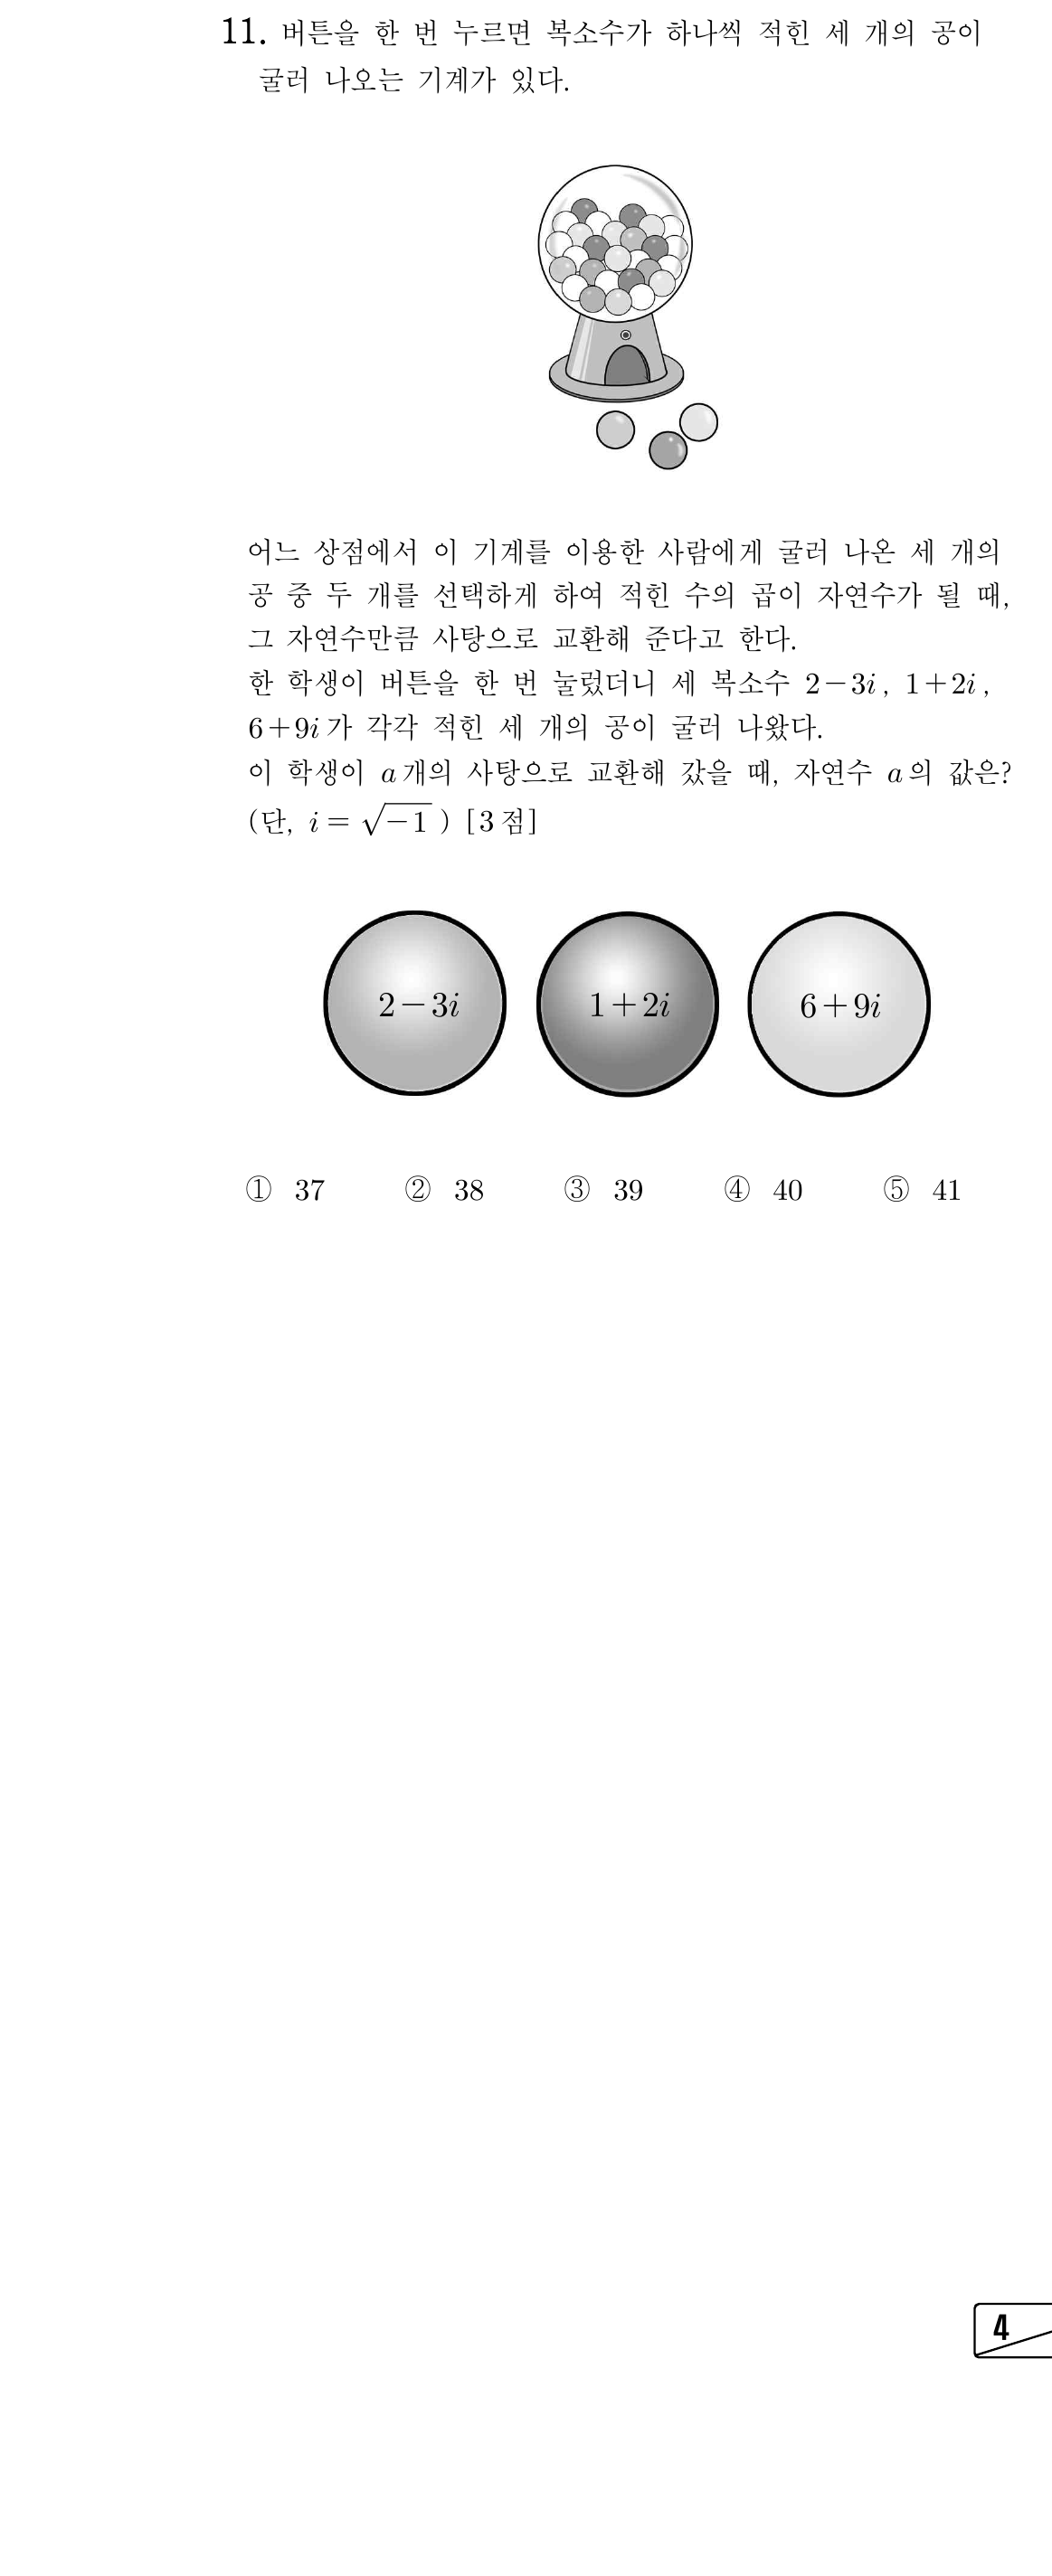 11. 버튼을 한 번 누르면 복소수가 하나씩 적힌 세 개의 공이
굴러 나오는 기계가 있다.
어느 상점에서 이 기계를 이용한 사람에게 굴러 나온 세 개의
공 중 두 개를 선택하게 하여 적힌 수의 곱이 자연수가 될 때,
그 자연수만큼 사탕으로 교환해 준다고 한다.
한 학생이 버튼을 한 번 눌렀더니 세 복소수 2-3i, 1+2i,
6+9i가 각각 적힌 세 개의 공이 굴러 나왔다.
이 학생이 a개의 사탕으로 교환해 갔을 때, 자연수 a의 값은?
(단, i=√-1) [3점]
2-3i 1+2i 6+9i
① 37 ② 38 ③ 39 ④ 40 ⑤ 41
4